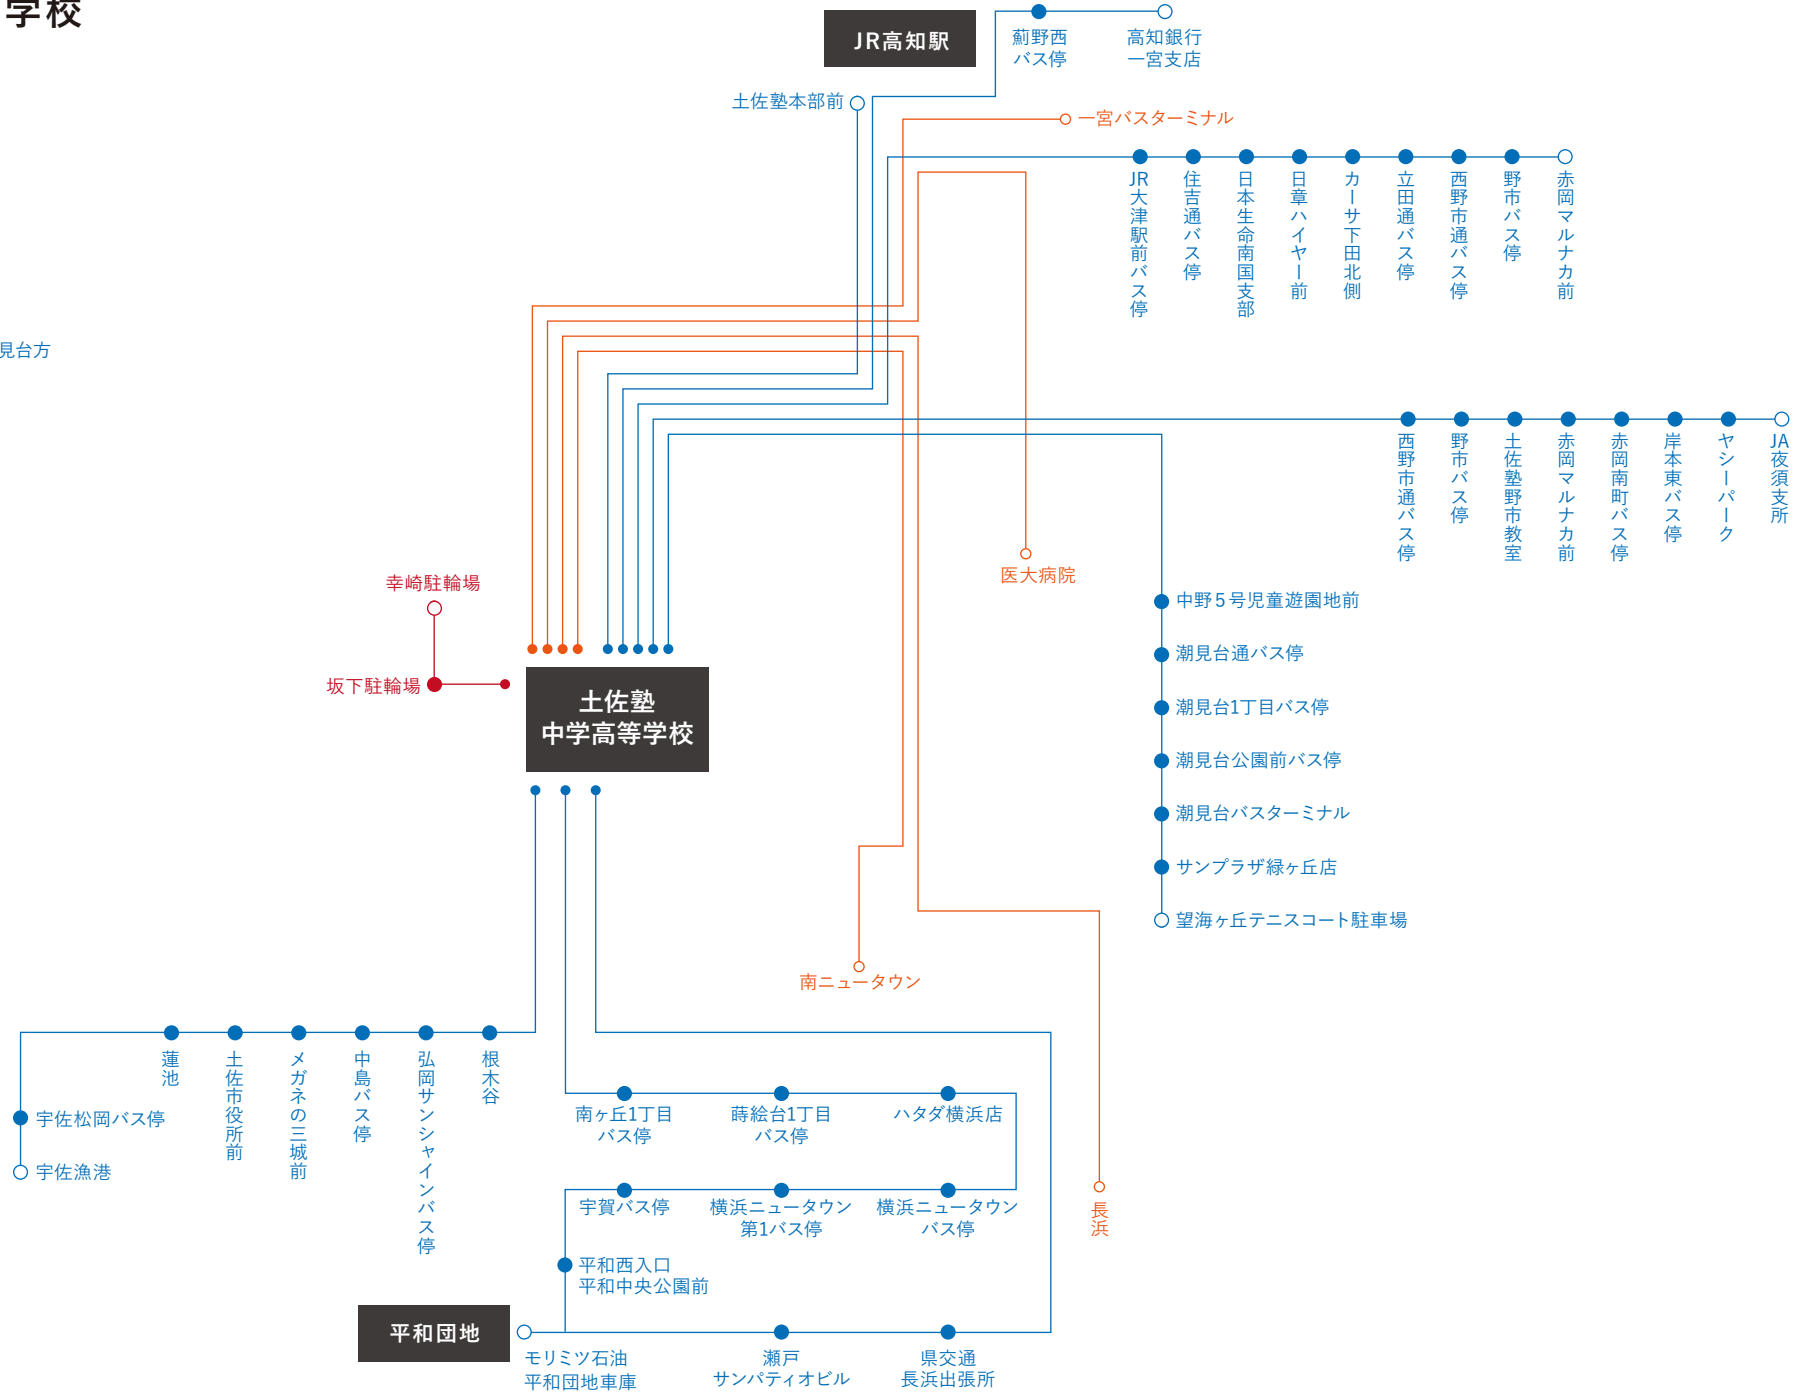 学校
JR高知駅
薊野西
バス停
高知銀行
一宮支店
土佐塾本部前
一宮バスターミナル
JR大津駅前バス停
住吉通バス停
日本生命南国支部
日章ハイヤー前
カーサ下田北側
立田通バス停
西野市通バス停
野市バス停
赤岡マルナカ前
見台方
西野市通バス停
野市バス停
土佐塾野市教室
赤岡マルナカ前
赤岡南町バス停
岸本東バス停
ヤシーパーク
JA夜須支所
医大病院
幸崎駐輪場
中野5号児童遊園地前
潮見台通バス停
坂下駐輪場
土佐塾
中学高等学校
潮見台1丁目バス停
潮見台公園前バス停
潮見台バスターミナル
サンプラザ緑ヶ丘店
望海ヶ丘テニスコート駐車場
南ニュータウン
蓮池
土佐市役所前
メガネの三城前
中島バス停
弘岡サンシャインバス停
根木谷
宇佐松岡バス停
宇佐漁港
南ヶ丘1丁目
バス停
蒔絵台1丁目
バス停
ハタダ横浜店
宇賀バス停
横浜ニュータウン
第1バス停
横浜ニュータウン
バス停
長浜
平和西入口
平和中央公園前
平和団地
モリミツ石油
平和団地車庫
瀬戸
サンパティオビル
県交通
長浜出張所